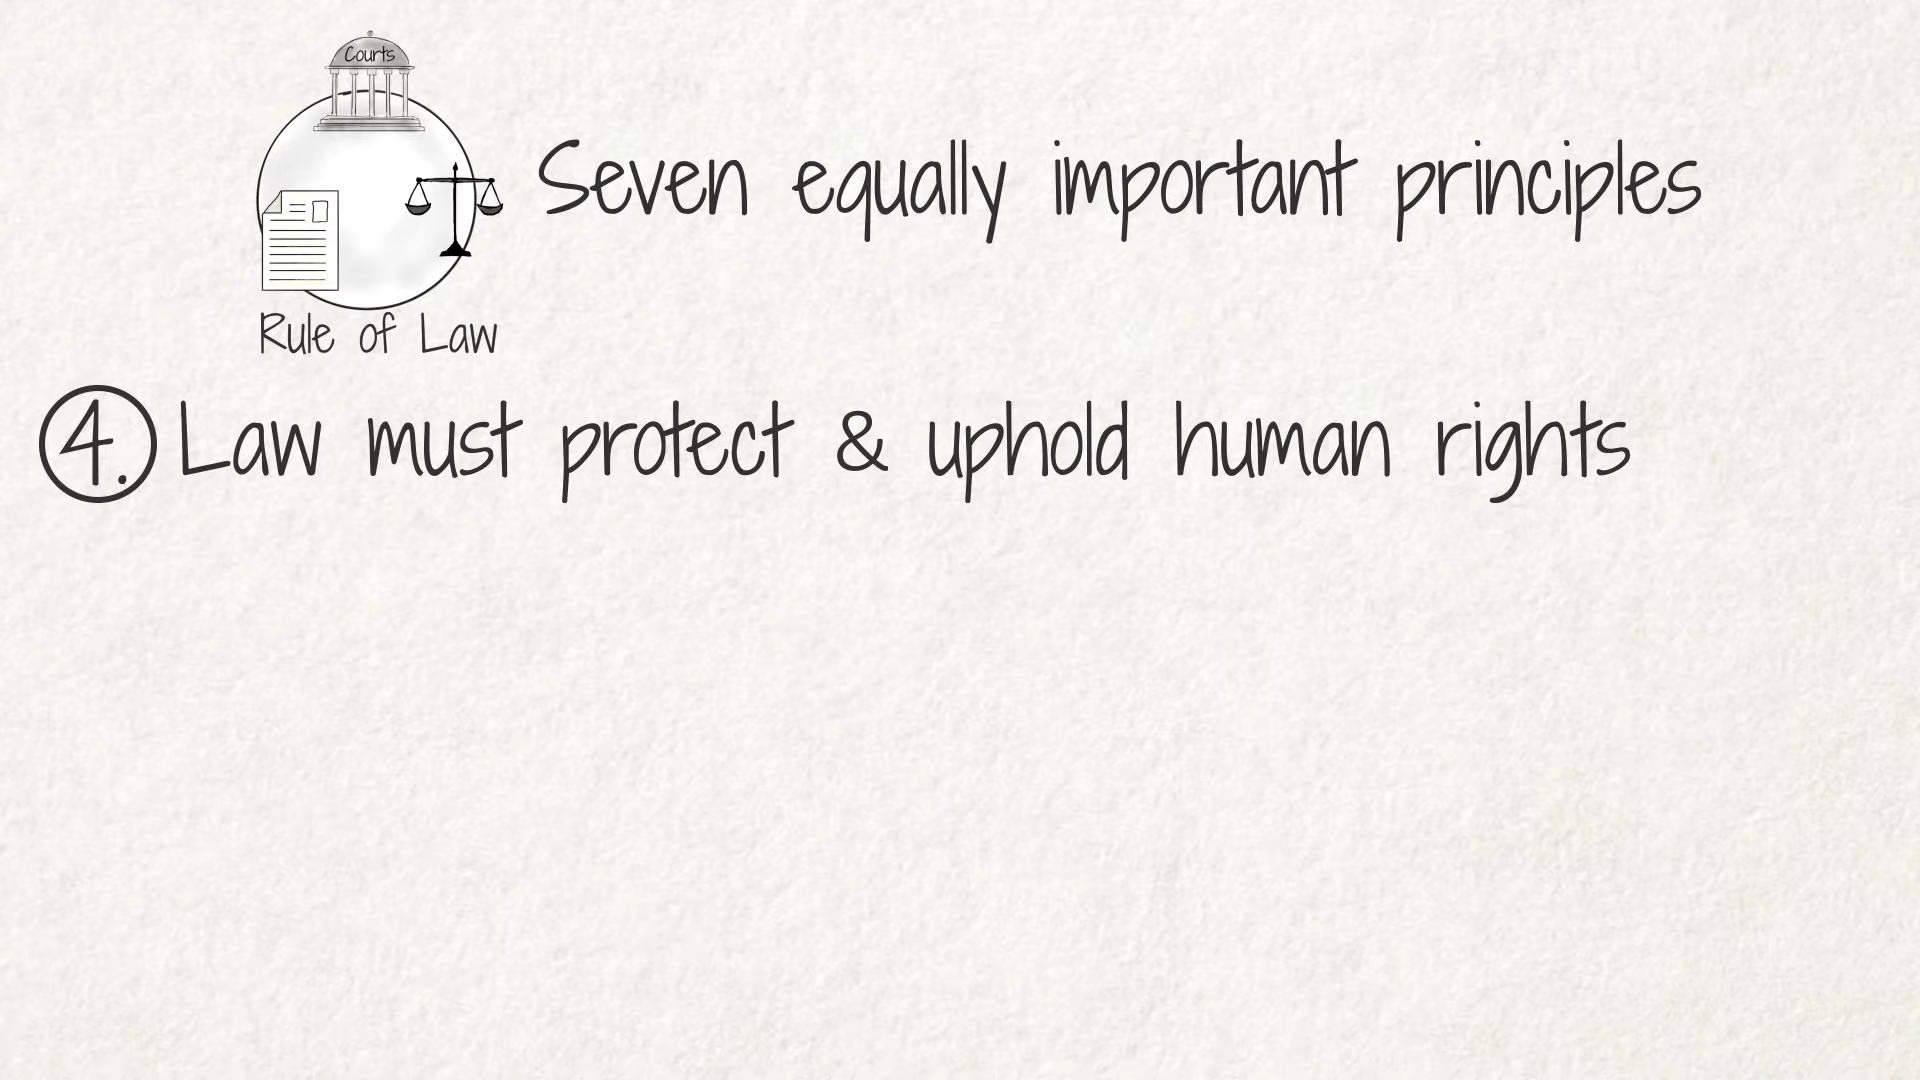 Courts
Seven equally important principles
Rule of Law
4. Law must protect & uphold human rights